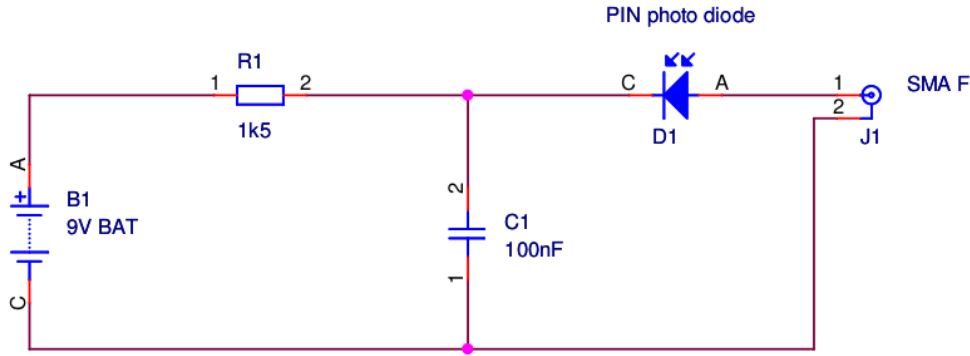 PIN photo diode
R1
1
2
1k5
C
A
D1
1
2
SMA F
J1
A
+
B1
9V BAT
C
2
C1
100nF
1